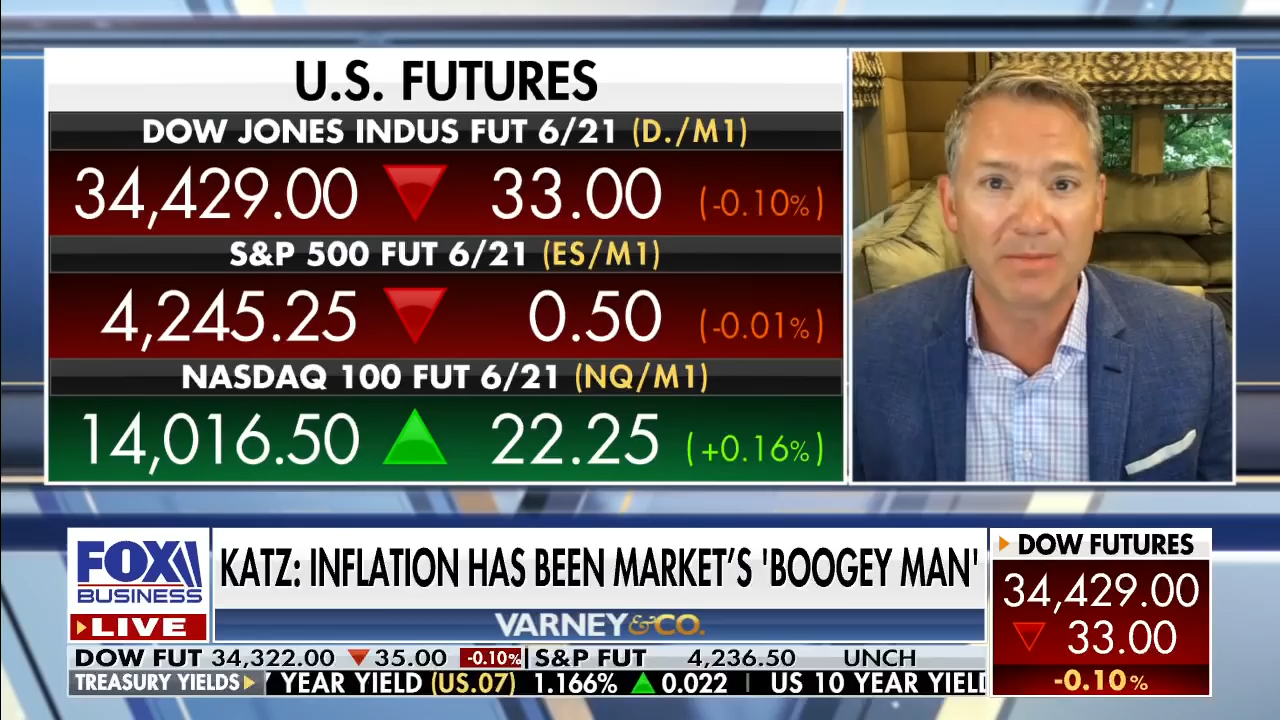 U.S. FUTURES
DOW JONES INDUS FUT 6/21 (D./M1)
34,429.00 33.00 (-0.10%)
S&P 500 FUT 6/21 (ES/M1)
4,245.25 0.50 (-0.01%)
NASDAQ 100 FUT 6/21 (NQ/M1)
14,016.50 22.25 (+0.16%)
FOX
BUSINESS
LIVE
KATZ: INFLATION HAS BEEN MARKET'S 'BOOGEY MAN'
VARNEY & CO.
DOW FUTURES
34,429.00
33.00
-0.10%
DOW FUT 34,322.00 35.00 -0.10% S&P FUT 4,236.50 UNCH
TREASURY YIELDS YEAR YIELD (US.07) 1.166% 0.022 US 10 YEAR YIELD